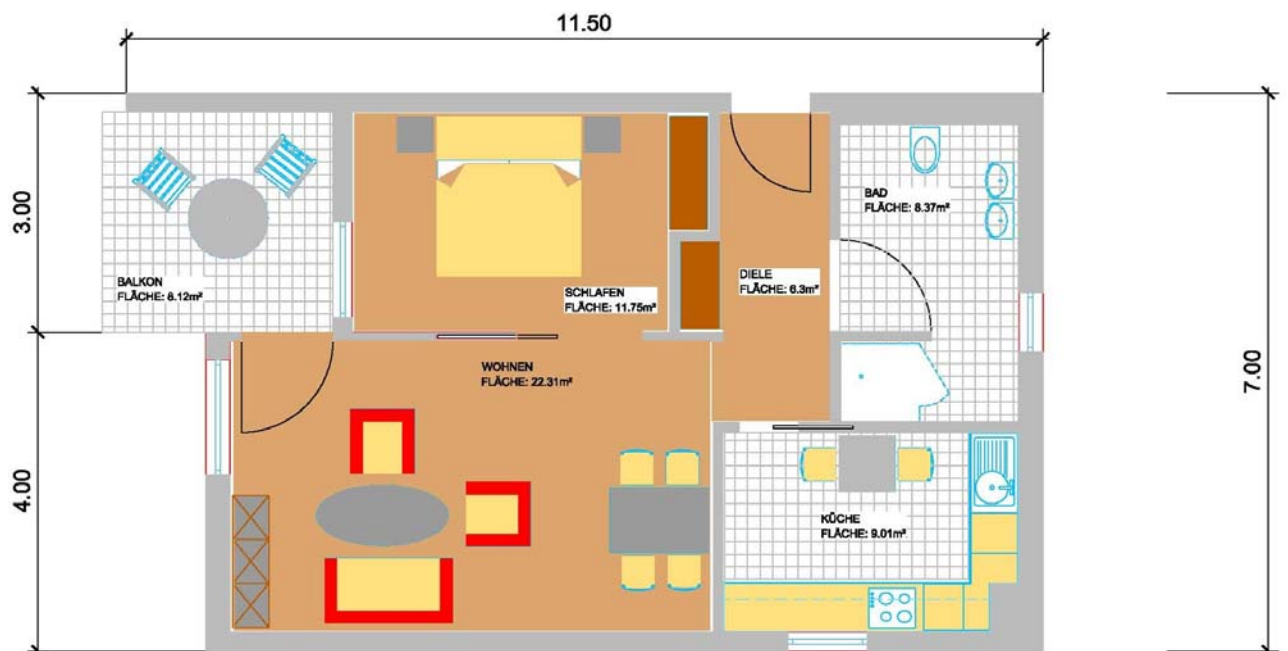 11.50
3.00
4.00
7.00
BALKON
FLÄCHE: 8.12m²
SCHLAFEN
FLÄCHE: 11.75m²
DIELE
FLÄCHE: 6.3m²
BAD
FLÄCHE: 8.37m²
WOHNEN
FLÄCHE: 22.31m²
KÜCHE
FLÄCHE: 9.01m²